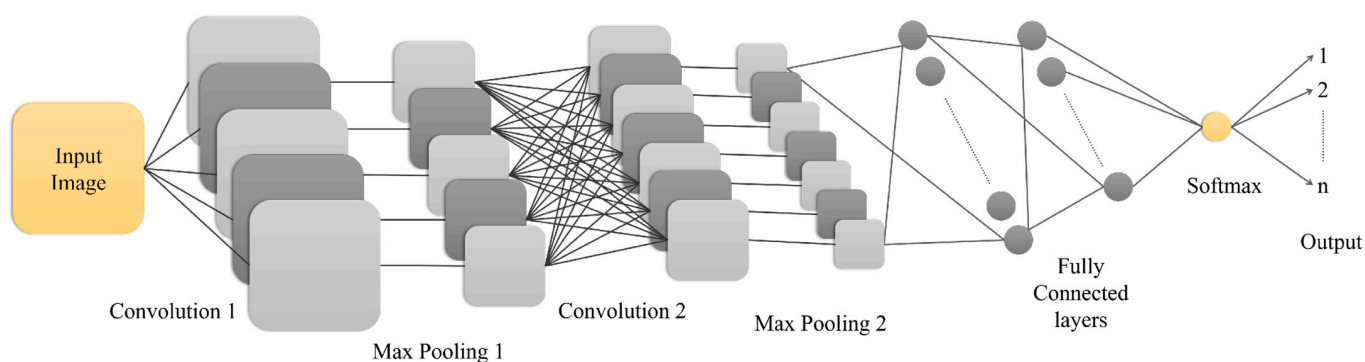 Input
Image
Convolution 1
Max Pooling 1
Convolution 2
Max Pooling 2
Fully
Connected
layers
Softmax
1
2
n
Output